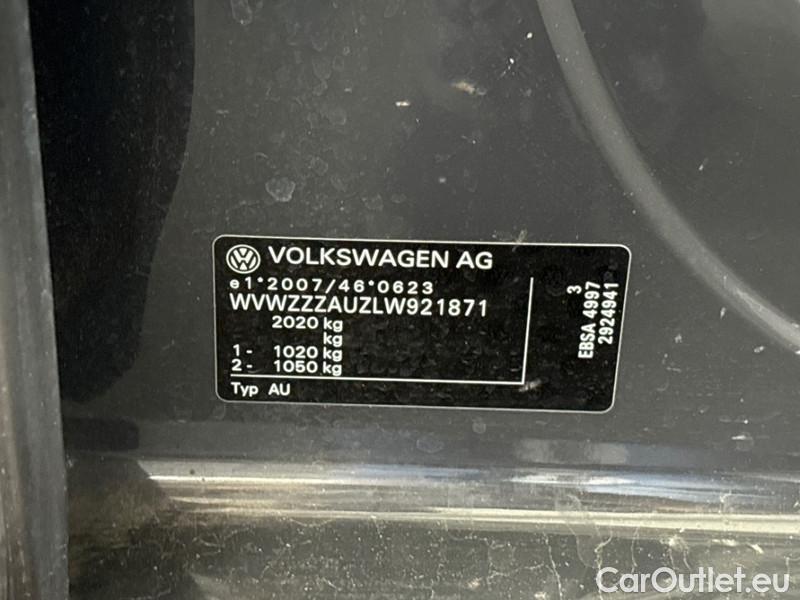 VOLKSWAGEN AG
e1*2007/46*0623
WVWZZZAUZLW921871
2020 kg
kg
1- 1020 kg
2- 1050 kg
Typ AU
3
EBSA 4997
2924941
CarOutlet.eu